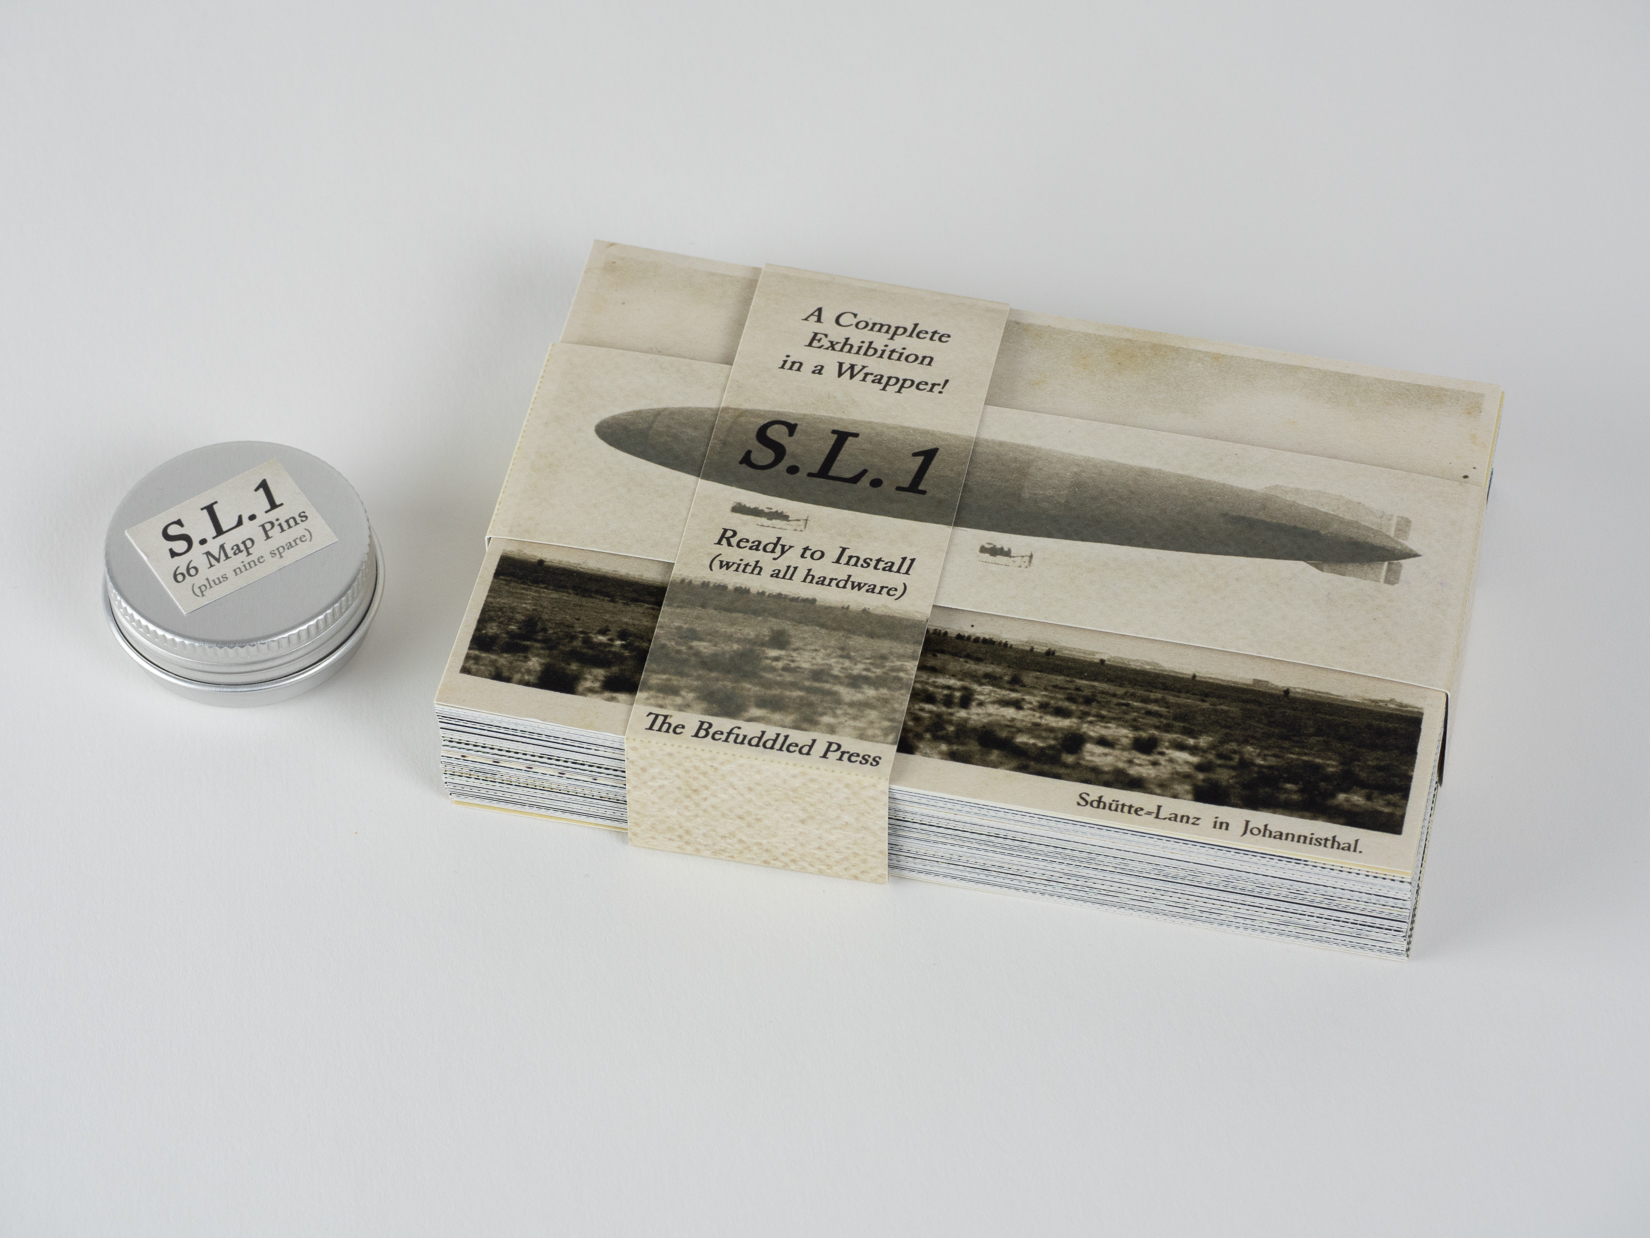 S.L.1
66 Map Pins
(plus nine spare)
A Complete
Exhibition
in a Wrapper!
S.L.1
Ready to Install
(with all hardware)
The Befuddled Press
Schütte=Lanz in Johannisthal.